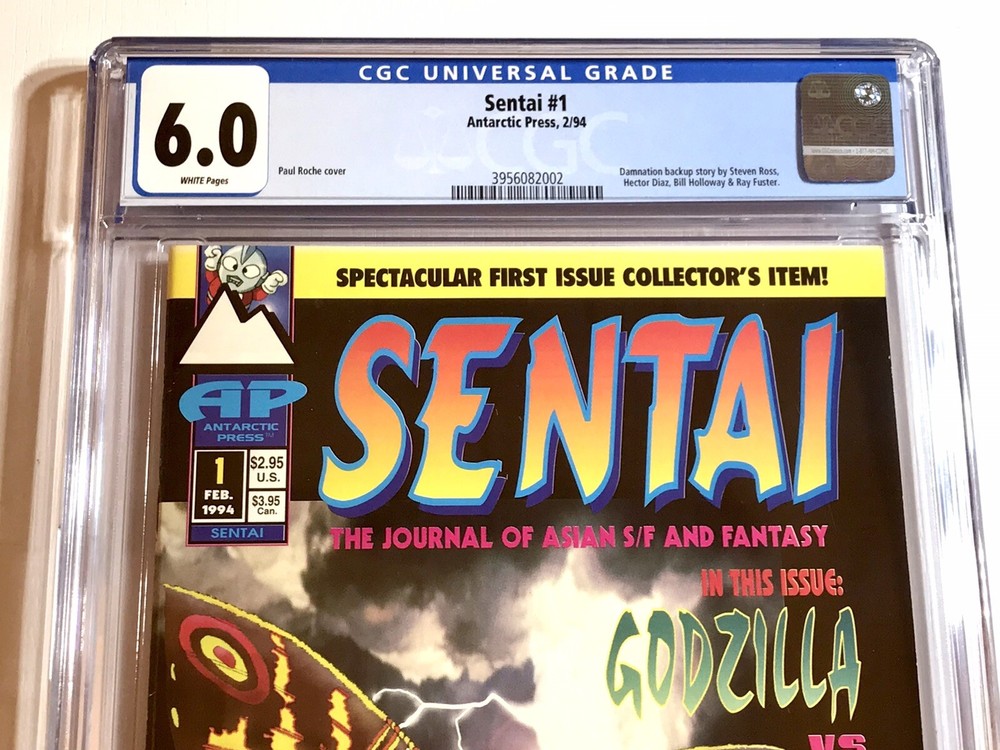 CGC UNIVERSAL GRADE
6.0
WHITE Pages
Sentai #1
Antarctic Press, 2/94
Paul Roche cover
3956082002
Damnation backup story by Steven Ross,
Hector Diaz, Bill Holloway & Ray Fuster.
CGC
SPECTACULAR FIRST ISSUE COLLECTOR'S ITEM!
SENTAI
AP
ANTARCTIC
PRESS™
1
FEB.
1994
$2.95
U.S.
$3.95
Can.
SENTAI
THE JOURNAL OF ASIAN S/F AND FANTASY
IN THIS ISSUE:
GODZILLA
VS